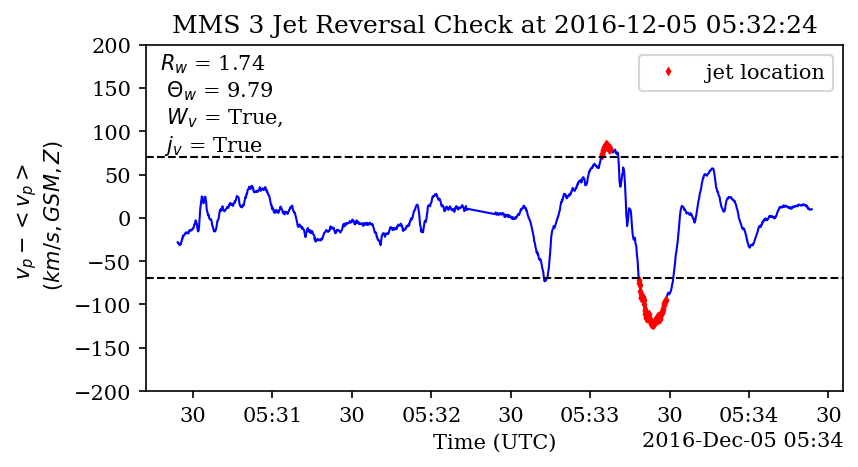 MMS 3 Jet Reversal Check at 2016-12-05 05:32:24
R_w = 1.74
Θ_w = 9.79
W_v = True,
j_v = True
jet location
v_p − < v_p >
(km/s, GSM, Z)
200
150
100
50
0
−50
−100
−150
−200
30 05:31 30 05:32 30 05:33 30 05:34 30
Time (UTC) 2016-Dec-05 05:34